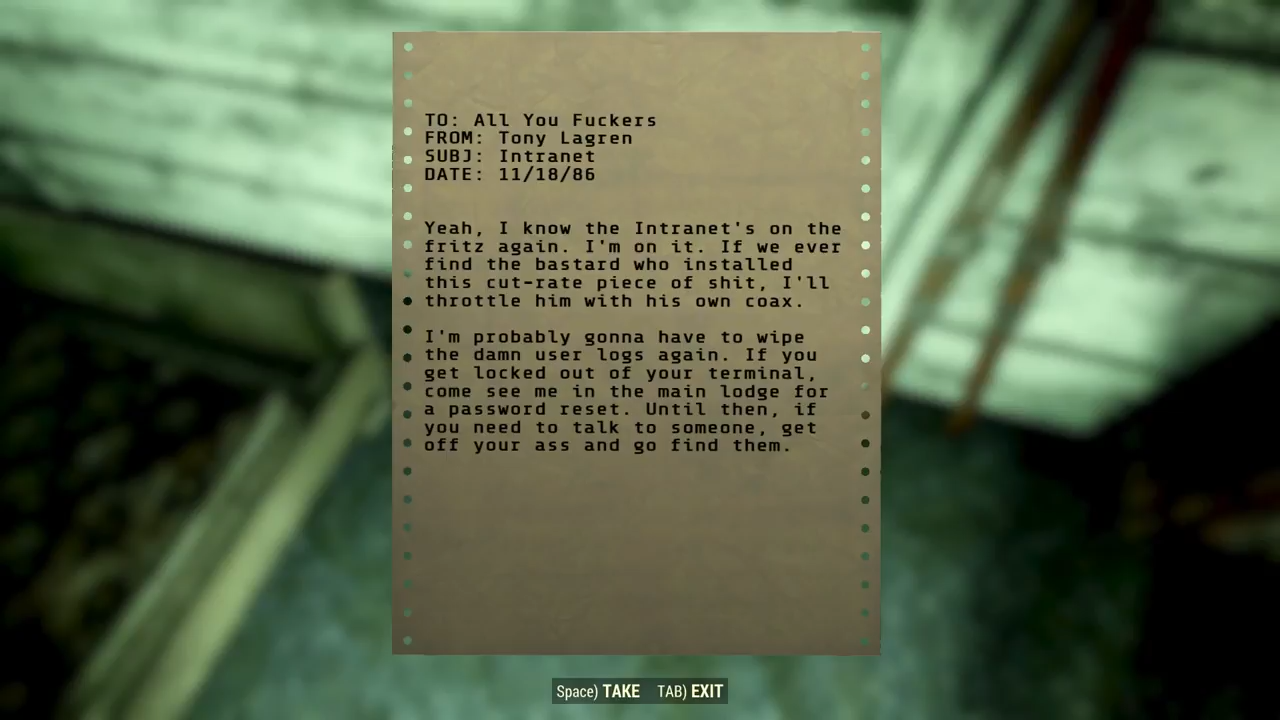 TO: All You Fuckers
FROM: Tony Lagren
SUBJ: Intranet
DATE: 11/18/86
Yeah, I know the Intranet's on the
fritz again. I'm on it. If we ever
find the bastard who installed
this cut-rate piece of shit, I'll
throttle him with his own coax.
I'm probably gonna have to wipe
the damn user logs again. If you
get locked out of your terminal,
come see me in the main lodge for
a password reset. Until then, if
you need to talk to someone, get
off your ass and go find them.
Space) TAKE TAB) EXIT